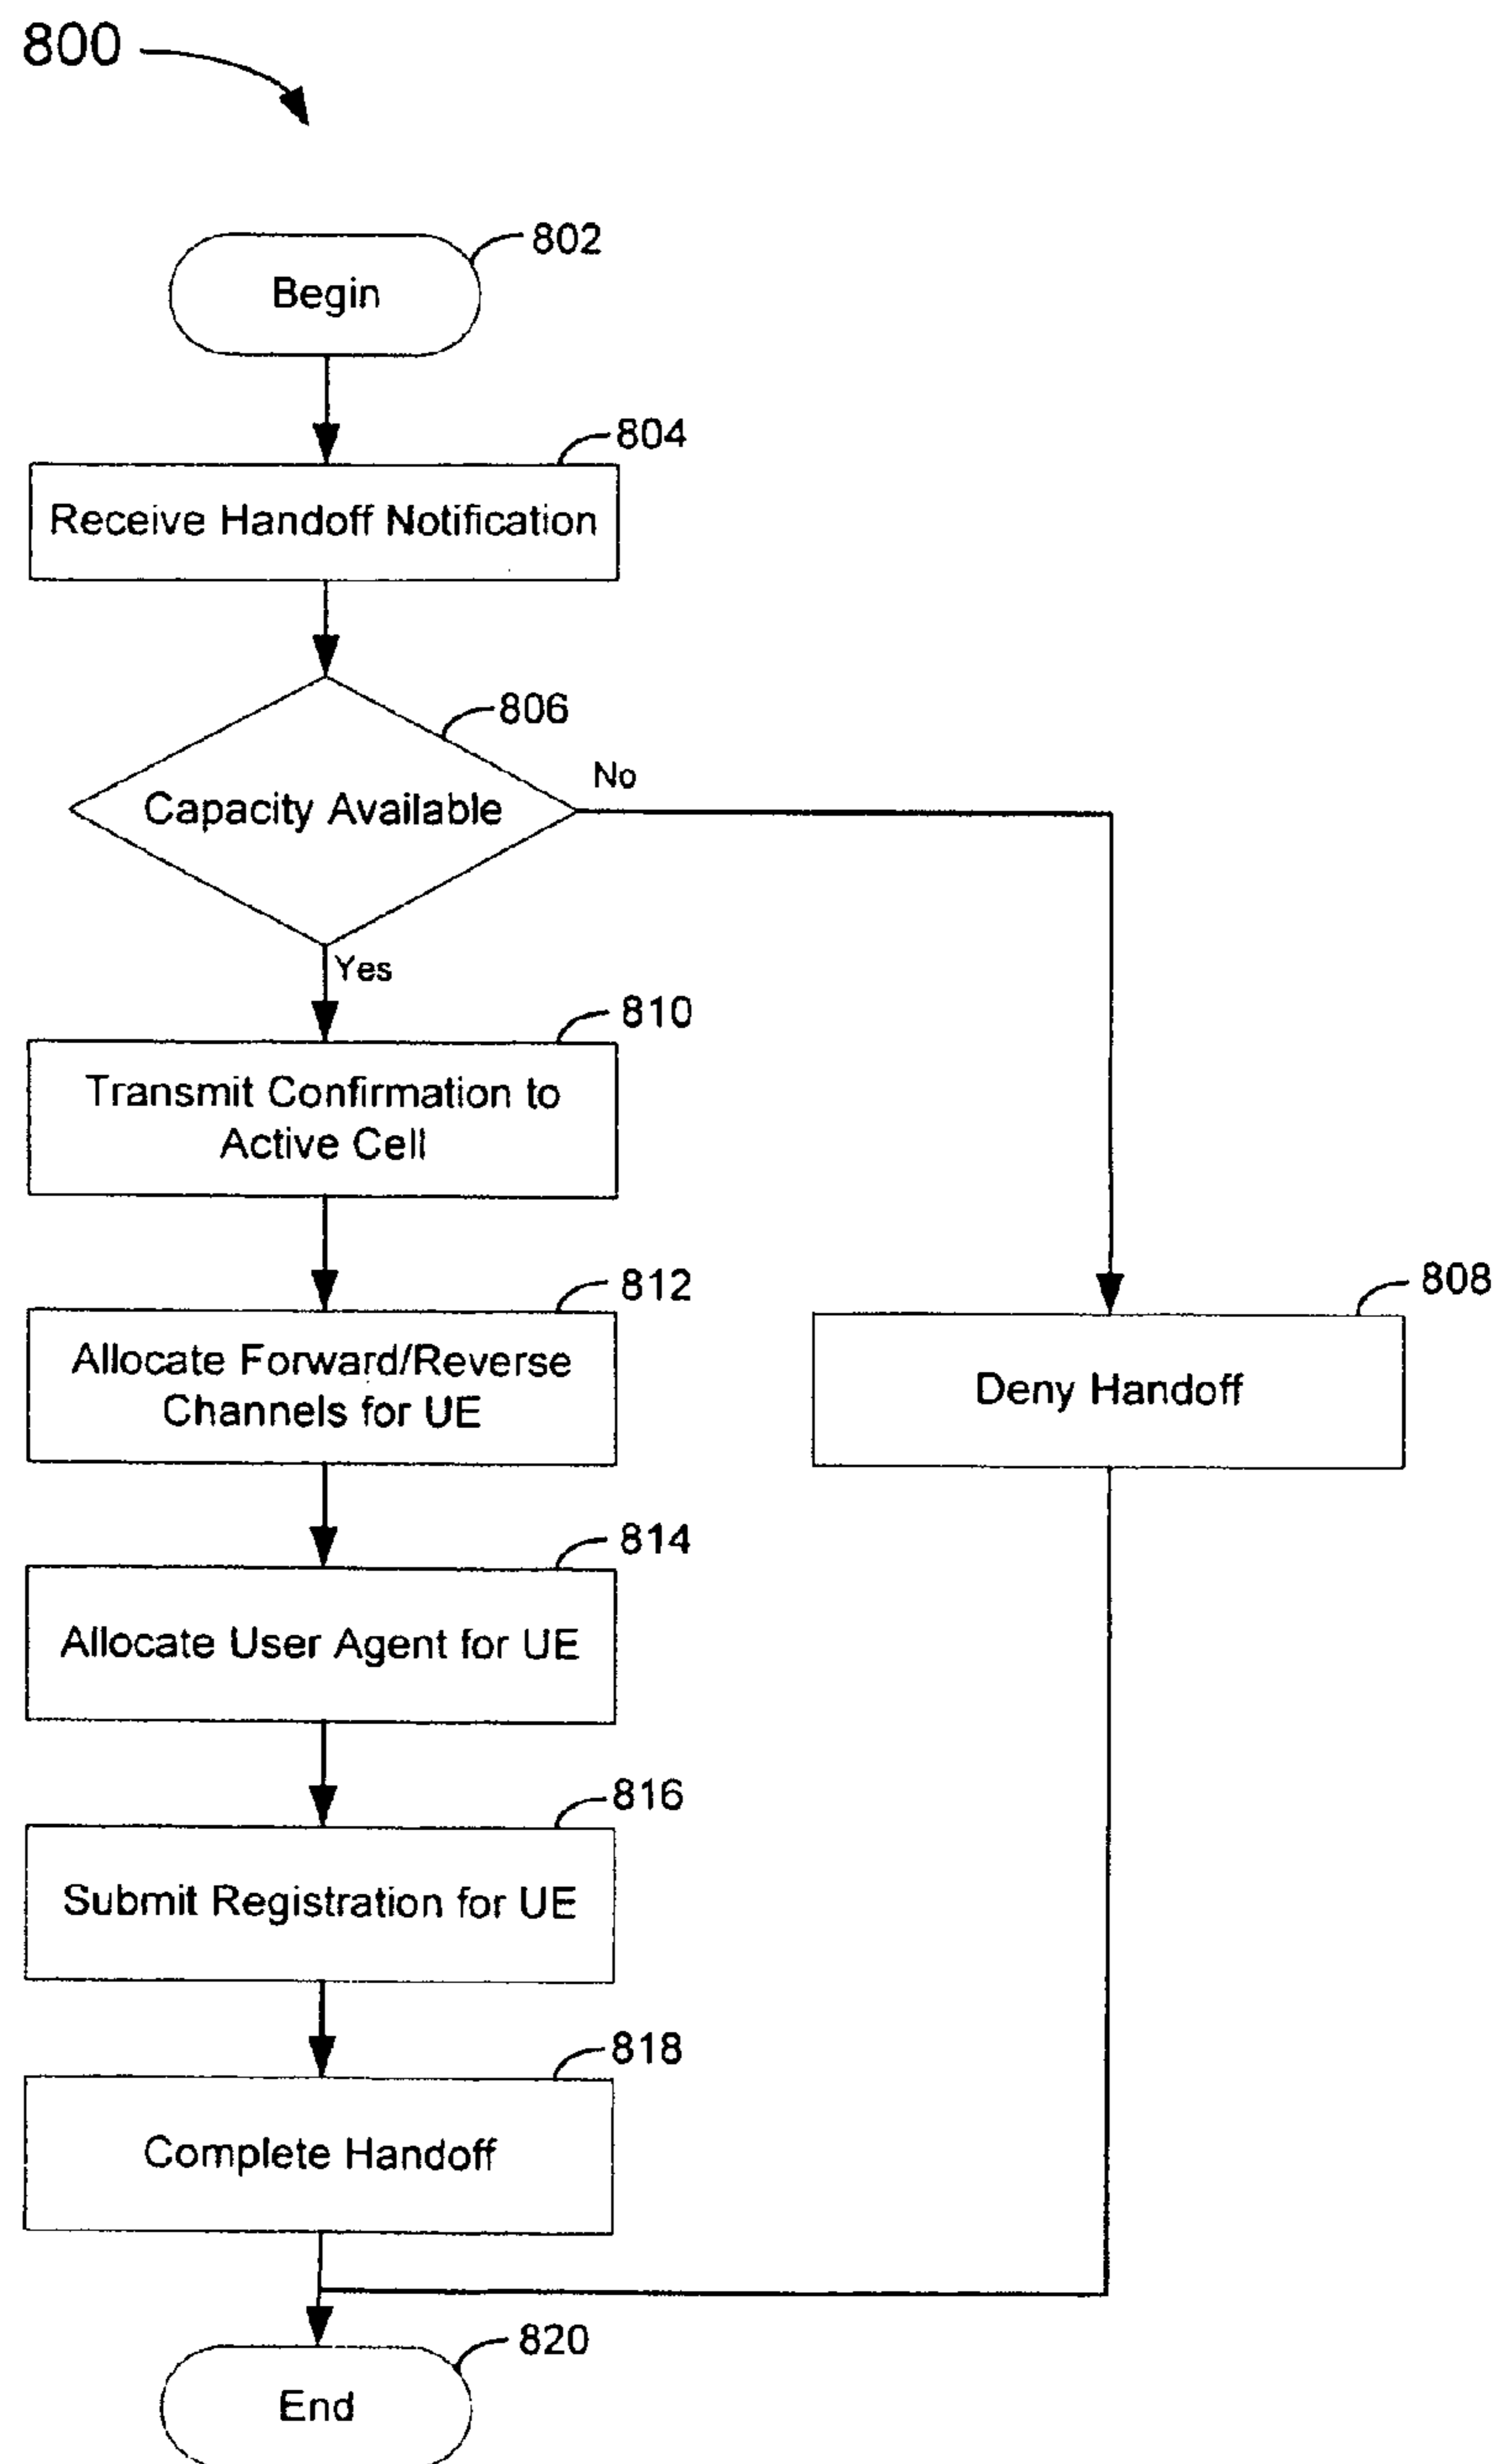 800
802
Begin
804
Receive Handoff Notification
806
Capacity Available
No
Yes
810
Transmit Confirmation to
Active Cell
812
Allocate Forward/Reverse
Channels for UE
808
Deny Handoff
814
Allocate User Agent for UE
816
Submit Registration for UE
818
Complete Handoff
820
End